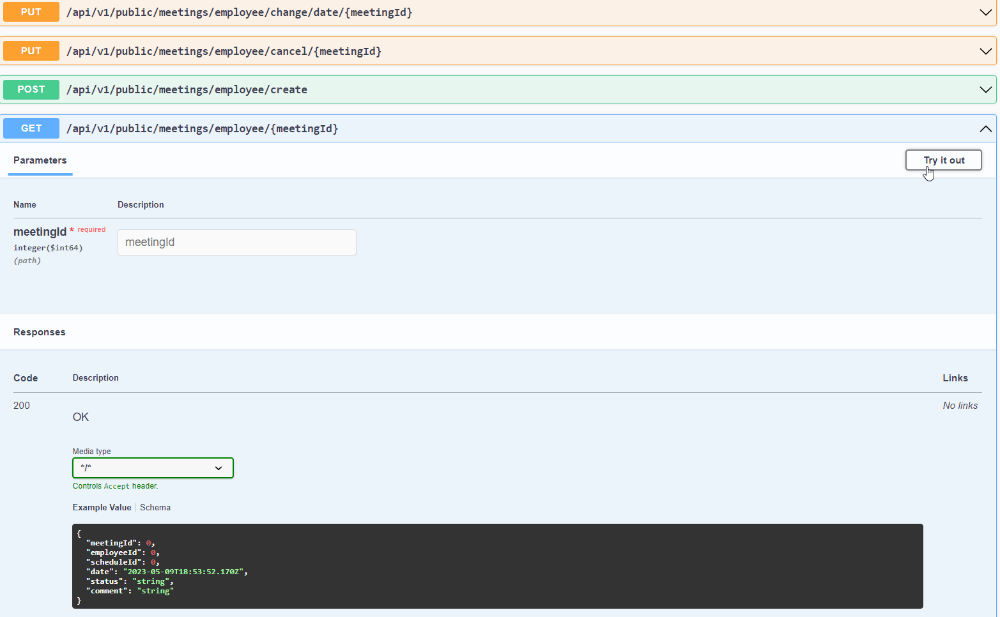 PUT /api/v1/public/meetings/employee/change/date/{meetingId}
PUT /api/v1/public/meetings/employee/cancel/{meetingId}
POST /api/v1/public/meetings/employee/create
GET /api/v1/public/meetings/employee/{meetingId}
Parameters Try it out
Name Description
meetingId * required
integer($int64)
(path)
meetingId
Responses
Code Description Links
200 OK No links
Media type
*/*
Controls Accept header.
Example Value | Schema
{
"meetingId": 0,
"employeeId": 0,
"scheduleId": 0,
"date": "2023-05-09T18:53:52.170Z",
"status": "string",
"comment": "string"
}